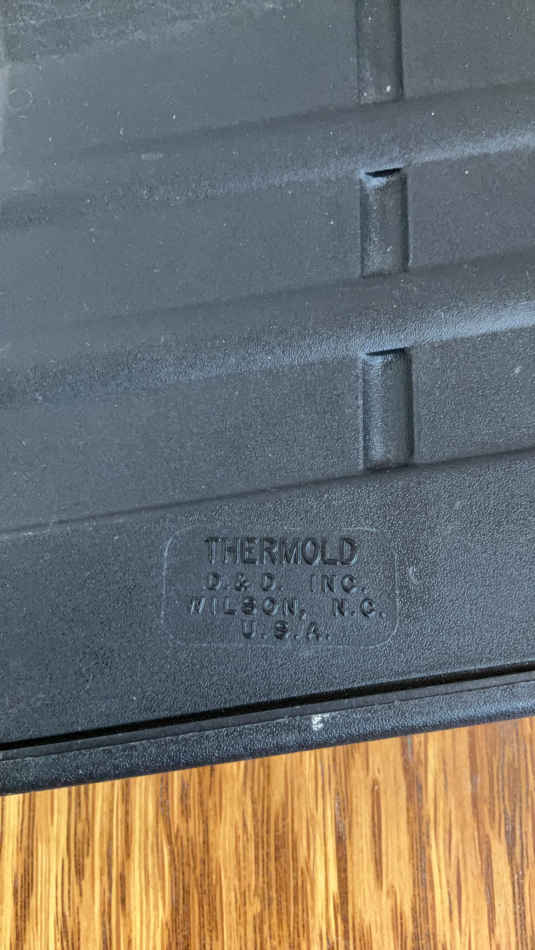 THERMOLD
D.&D. INC.
WILSON, N.C.
U.S.A.